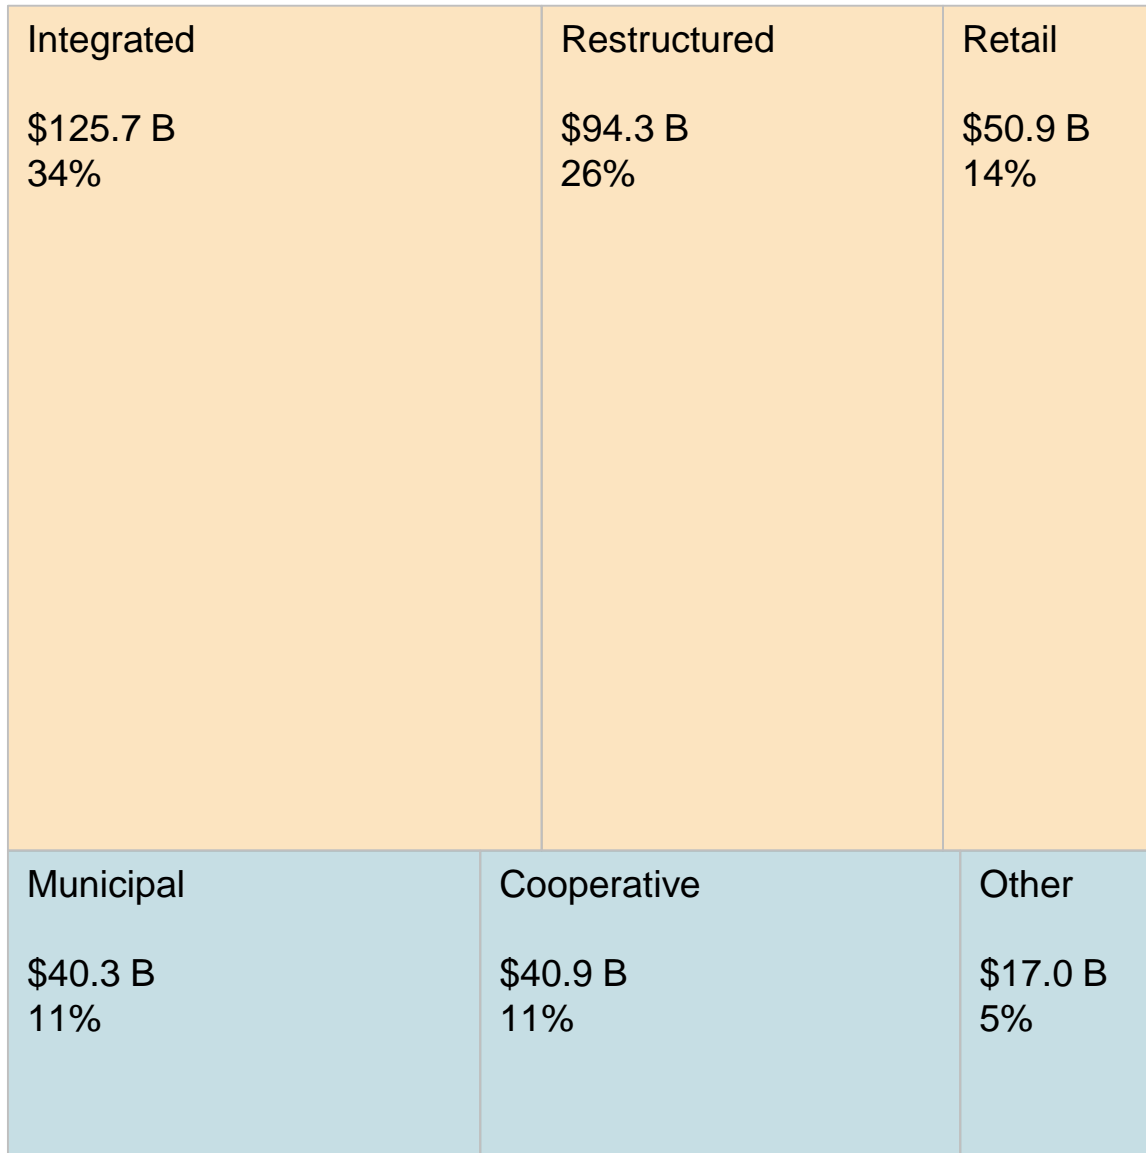 Integrated
$125.7 B
34%
Restructured
$94.3 B
26%
Retail
$50.9 B
14%
Municipal
$40.3 B
11%
Cooperative
$40.9 B
11%
Other
$17.0 B
5%